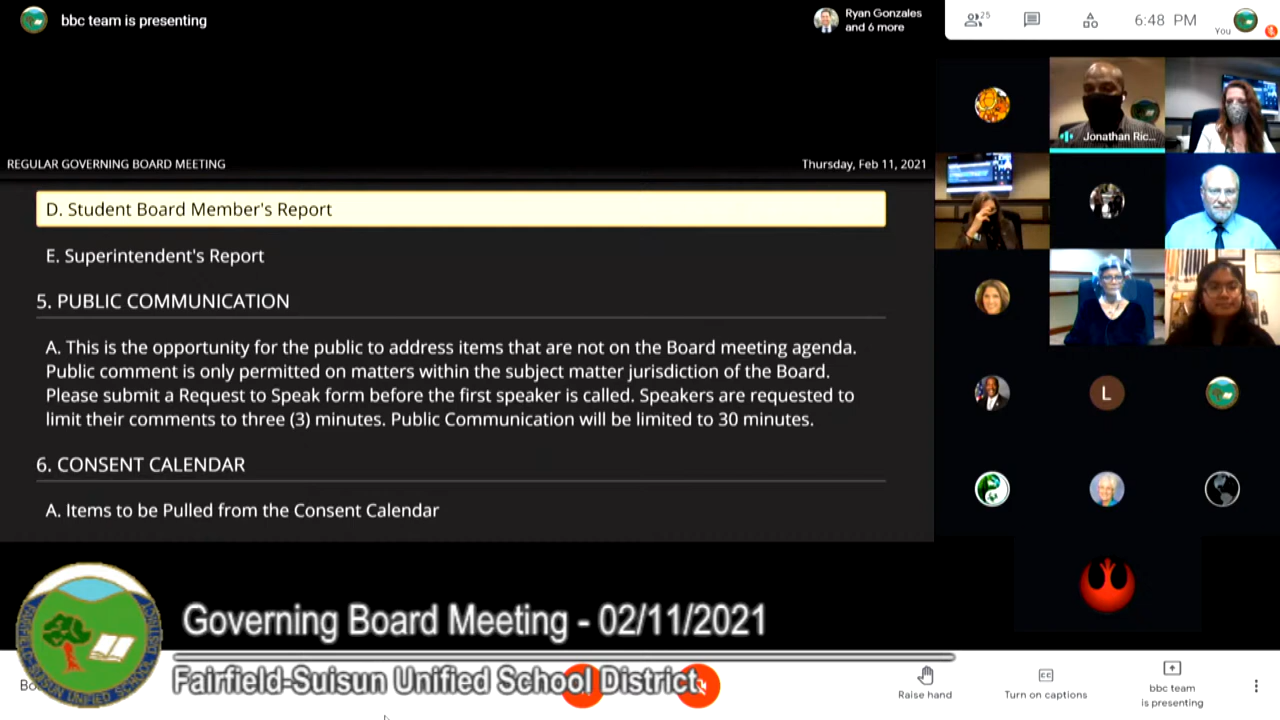 bbc team is presenting
Ryan Gonzales
and 6 more
25
6:48 PM
You
Jonathan Ric...
REGULAR GOVERNING BOARD MEETING
Thursday, Feb 11, 2021
D. Student Board Member's Report
E. Superintendent's Report
5. PUBLIC COMMUNICATION
A. This is the opportunity for the public to address items that are not on the Board meeting agenda.
Public comment is only permitted on matters within the subject matter jurisdiction of the Board.
Please submit a Request to Speak form before the first speaker is called. Speakers are requested to
limit their comments to three (3) minutes. Public Communication will be limited to 30 minutes.
6. CONSENT CALENDAR
A. Items to be Pulled from the Consent Calendar
L
Governing Board Meeting - 02/11/2021
Fairfield-Suisun Unified School District
FAIRFIELD-SUISUN UNIFIED SCHOOL DISTRICT
Raise hand
CC
Turn on captions
bbc team
is presenting